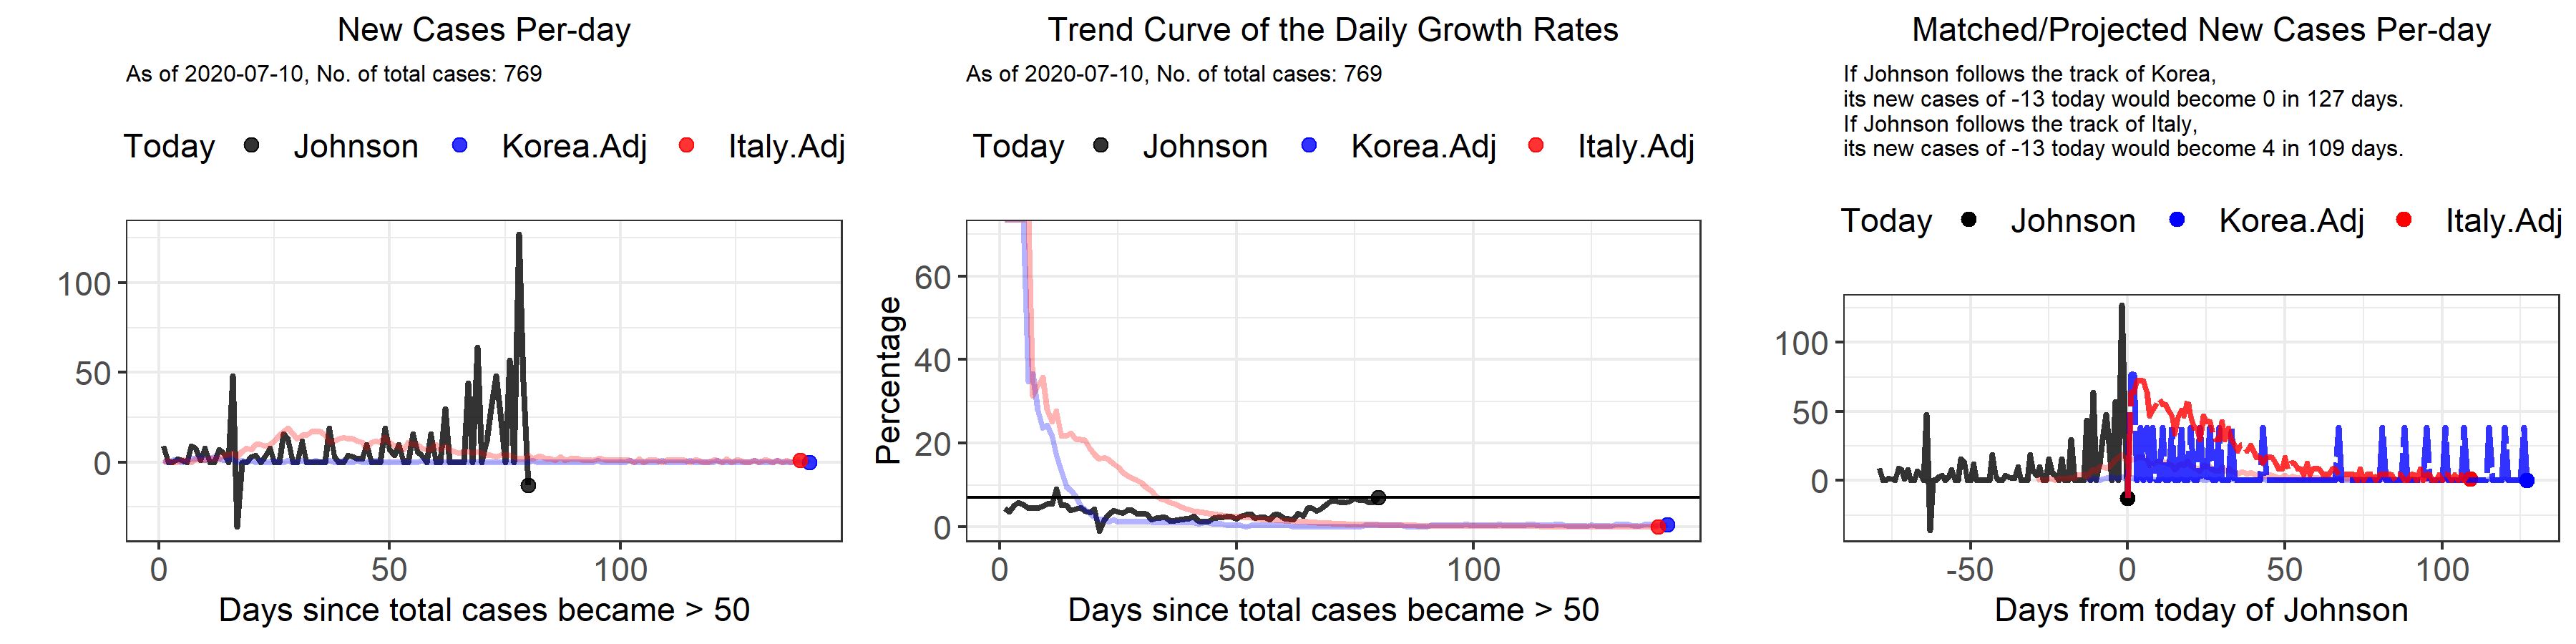 New Cases Per-day
As of 2020-07-10, No. of total cases: 769
Today Johnson Korea.Adj Italy.Adj
100
50
0
0 50 100
Days since total cases became > 50
Trend Curve of the Daily Growth Rates
As of 2020-07-10, No. of total cases: 769
Today Johnson Korea.Adj Italy.Adj
Percentage
60
40
20
0
0 50 100
Days since total cases became > 50
Matched/Projected New Cases Per-day
If Johnson follows the track of Korea,
its new cases of -13 today would become 0 in 127 days.
If Johnson follows the track of Italy,
its new cases of -13 today would become 4 in 109 days.
Today Johnson Korea.Adj Italy.Adj
100
50
0
-50 0 50 100
Days from today of Johnson